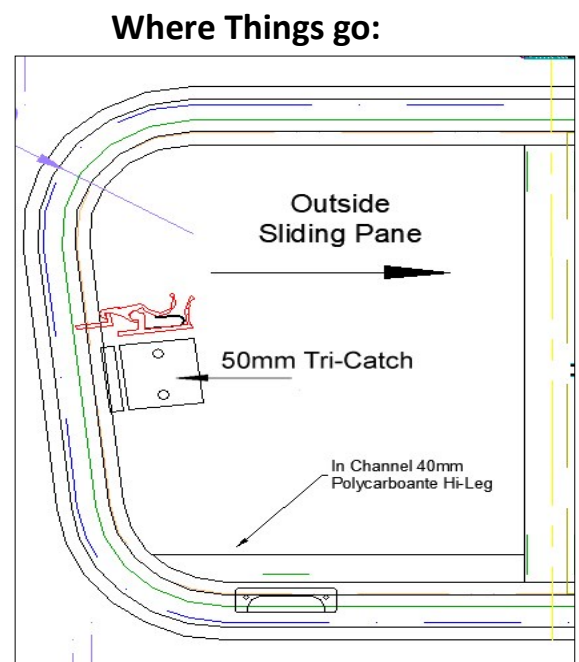 Where Things go:
Outside
Sliding Pane
50mm Tri-Catch
In Channel 40mm
Polycarboante Hi-Leg